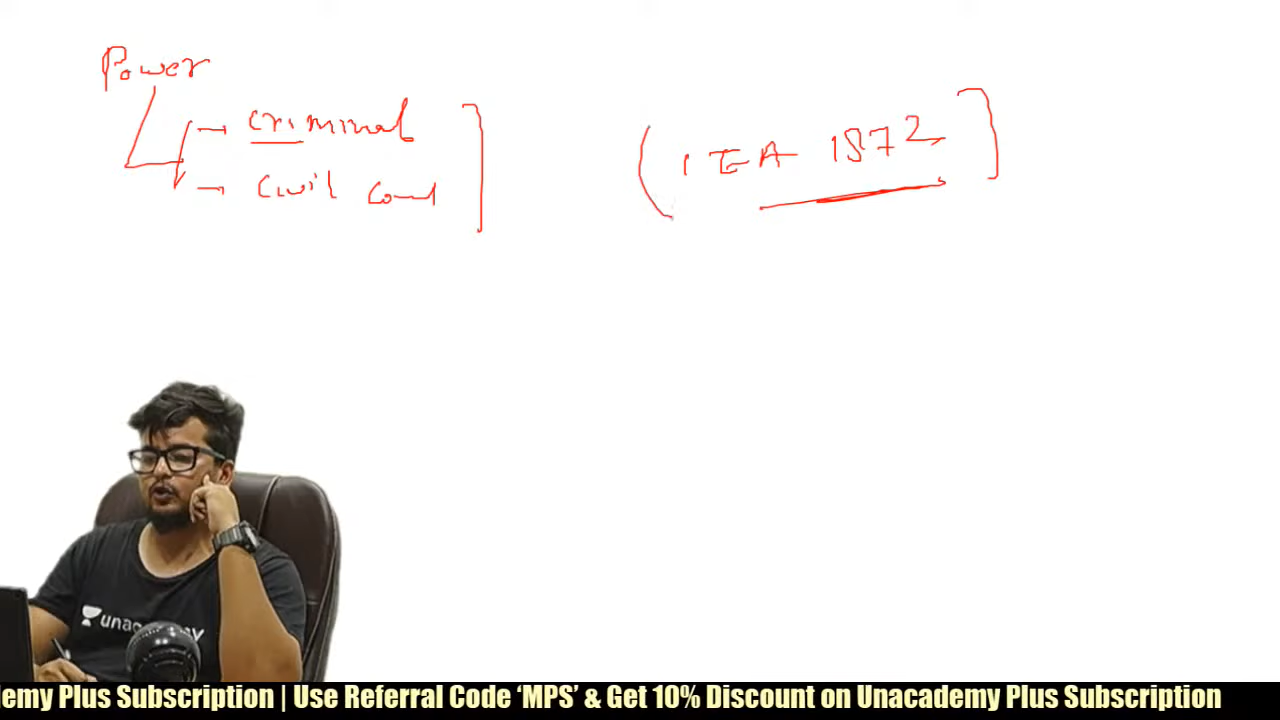 Power
→ criminal
→ civil court
( IEA 1872 ]
unacademy
demy Plus Subscription | Use Referral Code ‘MPS’ & Get 10% Discount on Unacademy Plus Subscription